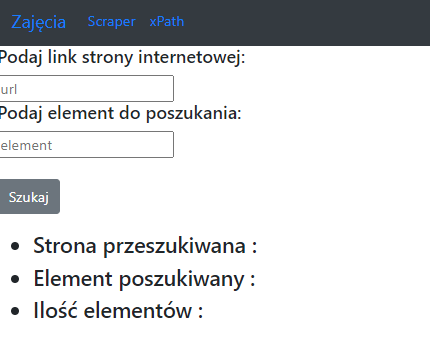 Zajęcia Scraper xPath
Podaj link strony internetowej:
url
Podaj element do poszukania:
element
Szukaj
Strona przeszukiwana :
Element poszukiwany :
Ilość elementów :